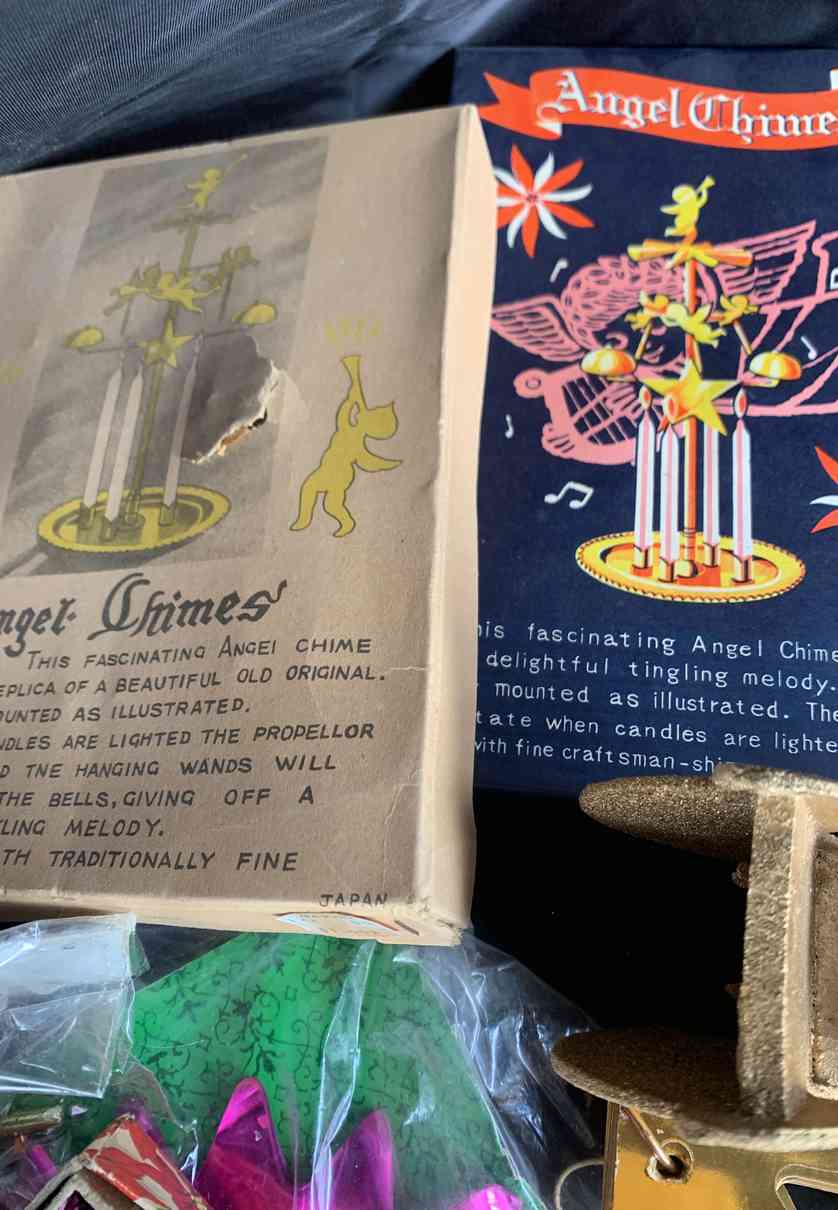 ngel Chimes
THIS FASCINATING ANGEL CHIME
EPLICA OF A BEAUTIFUL OLD ORIGINAL.
OUNTED AS ILLUSTRATED.
NDLES ARE LIGHTED THE PROPELLOR
D TNE HANGING WANDS WILL
THE BELLS, GIVING OFF A
LING MELODY.
TH TRADITIONALLY FINE
JAPAN
Angel Chime
his fascinating Angel Chime
delightful tingling melody.
mounted as illustrated. The
tate when candles are lighte
with fine craftsman-shi